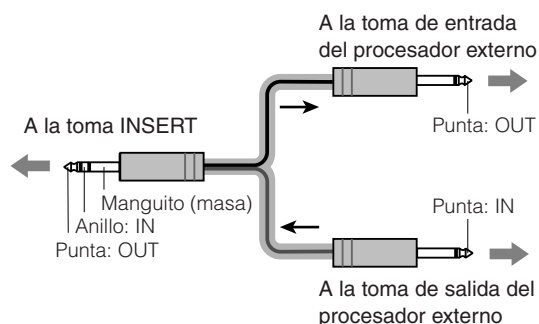 A la toma de entrada
del procesador externo
Punta: OUT
A la toma INSERT
Manguito (masa)
Anillo: IN
Punta: OUT
Punta: IN
A la toma de salida del
procesador externo